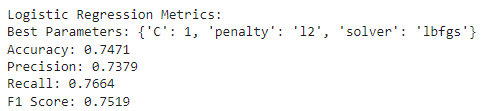 Logistic Regression Metrics:
Best Parameters: {'C': 1, 'penalty': 'l2', 'solver': 'lbfgs'}
Accuracy: 0.7471
Precision: 0.7379
Recall: 0.7664
F1 Score: 0.7519